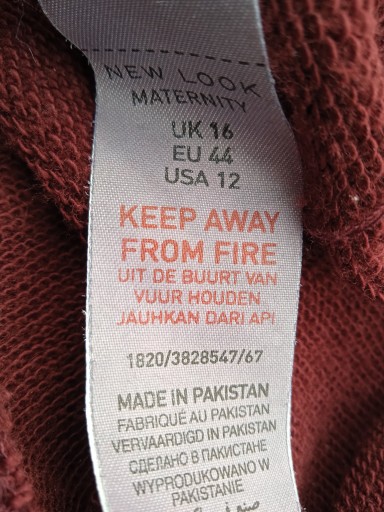 NEW LOOK
MATERNITY
UK 16
EU 44
USA 12
KEEP AWAY
FROM FIRE
UIT DE BUURT VAN
VUUR HOUDEN
JAUHKAN DARI API
1820/3828547/67
MADE IN PAKISTAN
FABRIQUÉ AU PAKISTAN
VERVAARDIGD IN PAKISTAN
СДЕЛАНО В ПАКИСТАНЕ
WYPRODUKOWANO W
PAKISTANIE